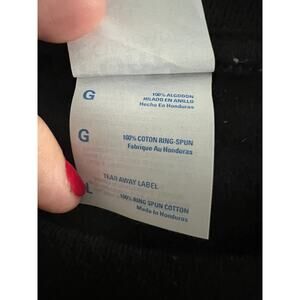 G
100% ALGODON
HILADO EN ANILLO
Hecho En Honduras
G
100% COTON RING-SPUN
Fabrique Au Honduras
TEAR AWAY LABEL
L
100% RING SPUN COTTON
Made In Honduras